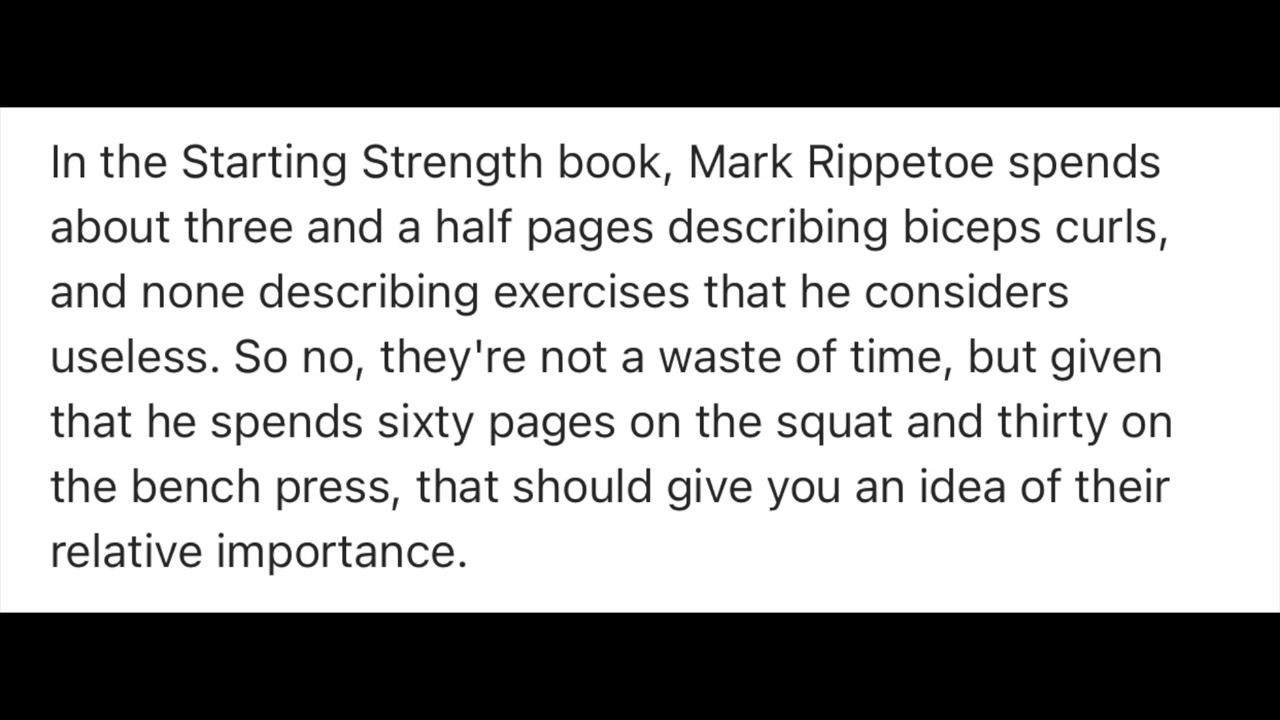 In the Starting Strength book, Mark Rippetoe spends
about three and a half pages describing biceps curls,
and none describing exercises that he considers
useless. So no, they're not a waste of time, but given
that he spends sixty pages on the squat and thirty on
the bench press, that should give you an idea of their
relative importance.